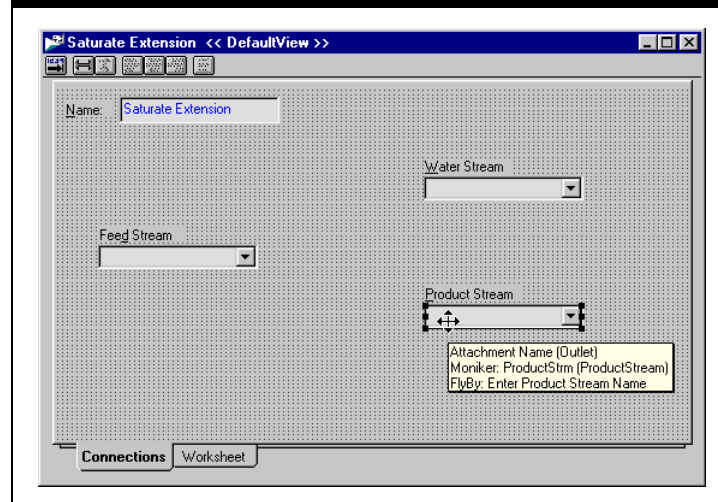 Saturate Extension << DefaultView >>
Name: Saturate Extension
Water Stream
Feed Stream
Product Stream
Attachment Name (Outlet)
Moniker: ProductStrm (ProductStream)
FlyBy: Enter Product Stream Name
Connections Worksheet